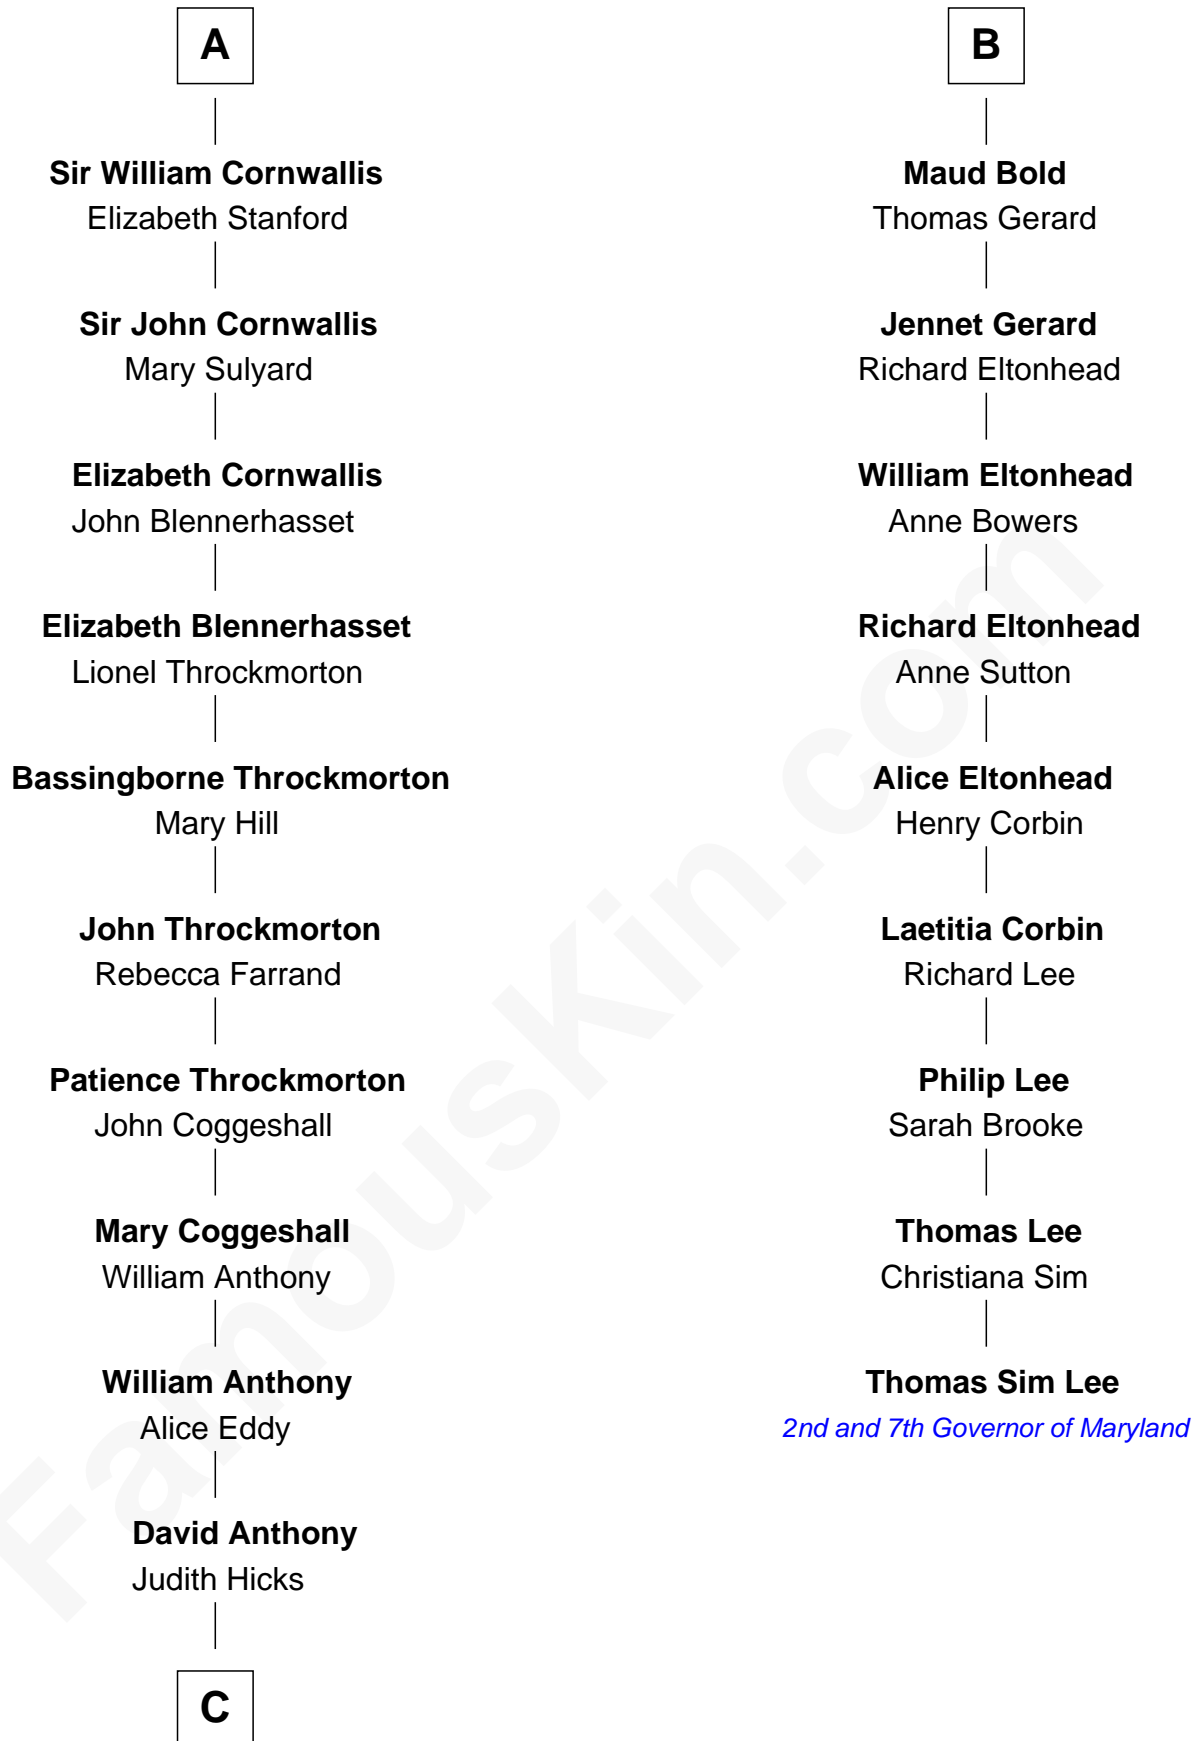 A
Sir William Cornwallis
Elizabeth Stanford
Sir John Cornwallis
Mary Sulyard
Elizabeth Cornwallis
John Blennerhasset
Elizabeth Blennerhasset
Lionel Throckmorton
Bassingborne Throckmorton
Mary Hill
John Throckmorton
Rebecca Farrand
Patience Throckmorton
John Coggeshall
Mary Coggeshall
William Anthony
William Anthony
Alice Eddy
David Anthony
Judith Hicks
C
B
Maud Bold
Thomas Gerard
Jennet Gerard
Richard Eltonhead
William Eltonhead
Anne Bowers
Richard Eltonhead
Anne Sutton
Alice Eltonhead
Henry Corbin
Laetitia Corbin
Richard Lee
Philip Lee
Sarah Brooke
Thomas Lee
Christiana Sim
Thomas Sim Lee
2nd and 7th Governor of Maryland
FamousKin.com